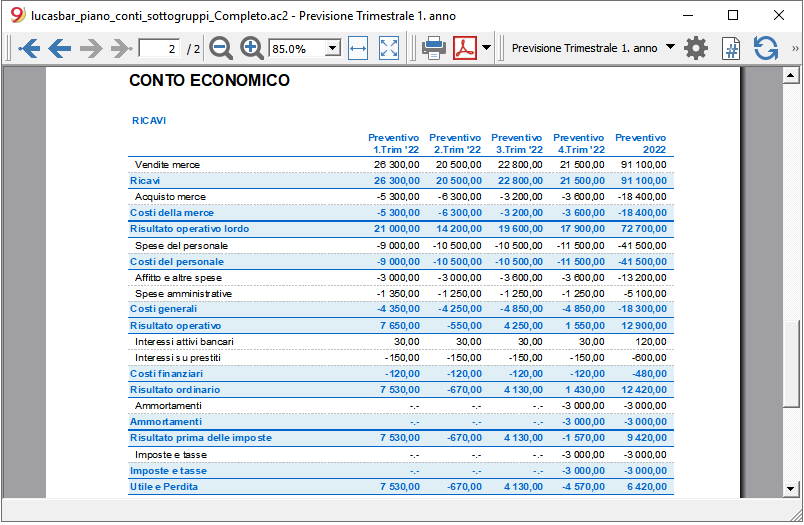 lucasbar_piano_conti_sottogruppi_Completo.ac2 - Previsione Trimestrale 1. anno
2 / 2 85.0% Previsione Trimestrale 1. anno
CONTO ECONOMICO
RICAVI
Preventivo Preventivo Preventivo Preventivo Preventivo
1.Trim '22 2.Trim '22 3.Trim '22 4.Trim '22 2022
Vendite merce 26 300,00 20 500,00 22 800,00 21 500,00 91 100,00
Ricavi 26 300,00 20 500,00 22 800,00 21 500,00 91 100,00
Acquisto merce -5 300,00 -6 300,00 -3 200,00 -3 600,00 -18 400,00
Costi della merce -5 300,00 -6 300,00 -3 200,00 -3 600,00 -18 400,00
Risultato operativo lordo 21 000,00 14 200,00 19 600,00 17 900,00 72 700,00
Spese del personale -9 000,00 -10 500,00 -10 500,00 -11 500,00 -41 500,00
Costi del personale -9 000,00 -10 500,00 -10 500,00 -11 500,00 -41 500,00
Affitto e altre spese -3 000,00 -3 000,00 -3 600,00 -3 600,00 -13 200,00
Spese amministrative -1 350,00 -1 250,00 -1 250,00 -1 250,00 -5 100,00
Costi generali -4 350,00 -4 250,00 -4 850,00 -4 850,00 -18 300,00
Risultato operativo 7 650,00 -550,00 4 250,00 1 550,00 12 900,00
Interessi attivi bancari 30,00 30,00 30,00 30,00 120,00
Interessi su prestiti -150,00 -150,00 -150,00 -150,00 -600,00
Costi finanziari -120,00 -120,00 -120,00 -120,00 -480,00
Risultato ordinario 7 530,00 -670,00 4 130,00 1 430,00 12 420,00
Ammortamenti -.- -.- -.- -3 000,00 -3 000,00
Ammortamenti -.- -.- -.- -3 000,00 -3 000,00
Risultato prima delle imposte 7 530,00 -670,00 4 130,00 -1 570,00 9 420,00
Imposte e tasse -.- -.- -.- -3 000,00 -3 000,00
Imposte e tasse -.- -.- -.- -3 000,00 -3 000,00
Utile e Perdita 7 530,00 -670,00 4 130,00 -4 570,00 6 420,00